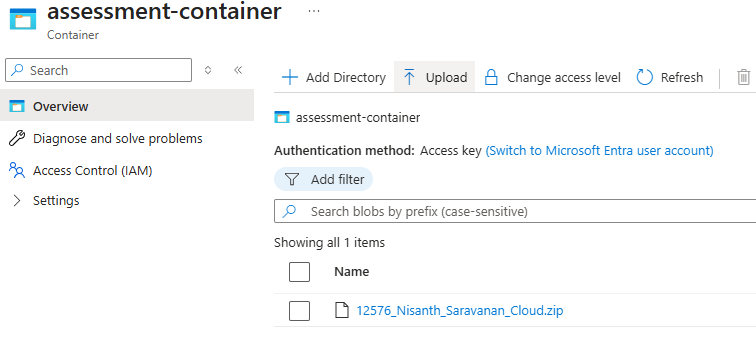 assessment-container ...
Container
Search
Overview
Diagnose and solve problems
Access Control (IAM)
Settings
Add Directory Upload Change access level Refresh
assessment-container
Authentication method: Access key (Switch to Microsoft Entra user account)
Add filter
Search blobs by prefix (case-sensitive)
Showing all 1 items
Name
12576_Nisanth_Saravanan_Cloud.zip